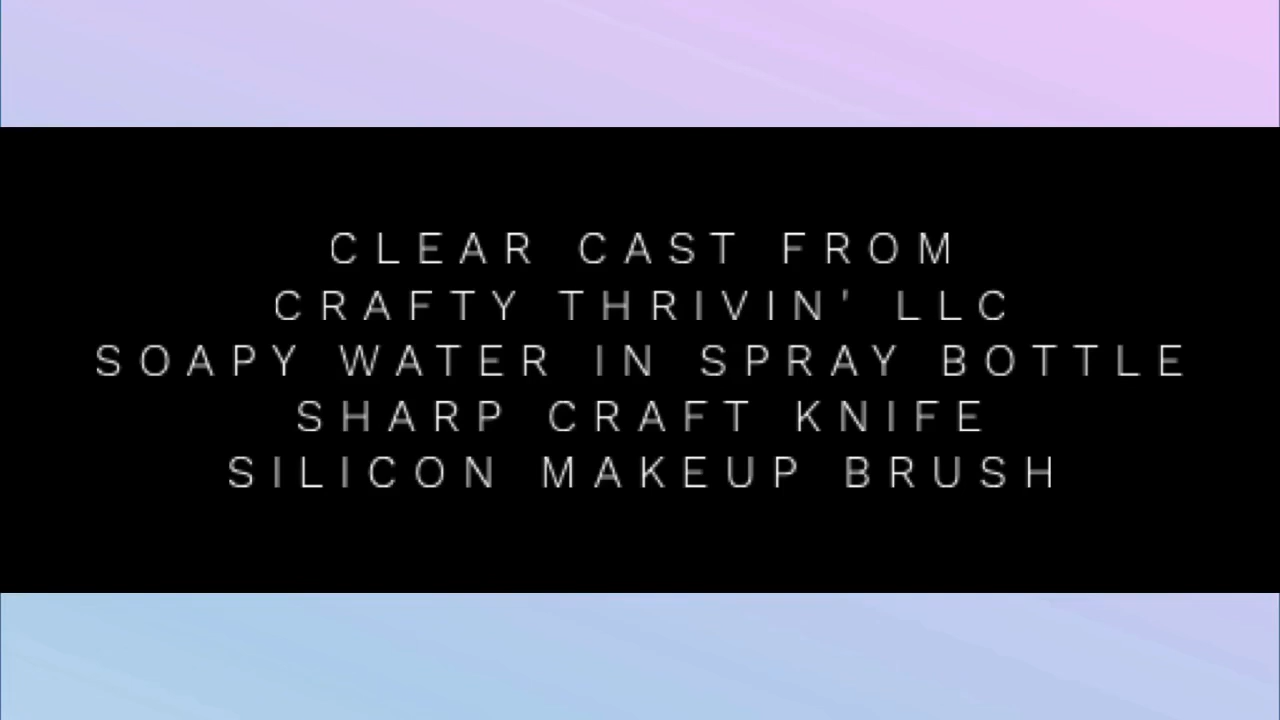 CLEAR CAST FROM
CRAFTY THRIVIN' LLC
SOAPY WATER IN SPRAY BOTTLE
SHARP CRAFT KNIFE
SILICON MAKEUP BRUSH